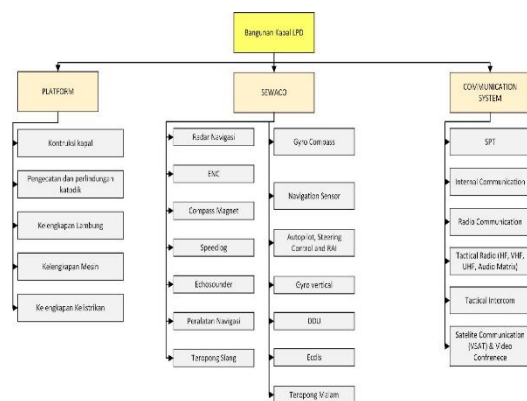 Bangunan Kapal LPD
PLATFORM
SEWACO
COMMUNICATION
SYSTEM
Kontruksi kapal
Pengecatan dan perlindungan
katodik
Kelengkapan Lambung
Kelengkapan Mesin
Kelengkapan Kelistrikan
Radar Navigasi
ENC
Compass Magnet
Speedlog
Echosounder
Peralatan Navigasi
Teropong Siang
Gyro Compass
Navigation Sensor
Autopilot, Steering
Control and RAI
Gyro vertical
DDU
Ecdis
Teropong Malam
SPT
Internal Communication
Radio Communication
Tactical Radio (HF, VHF,
UHF, Audio Matrix)
Tactical Intercom
Satelite Communication
(VSAT) & Video
Confrenece